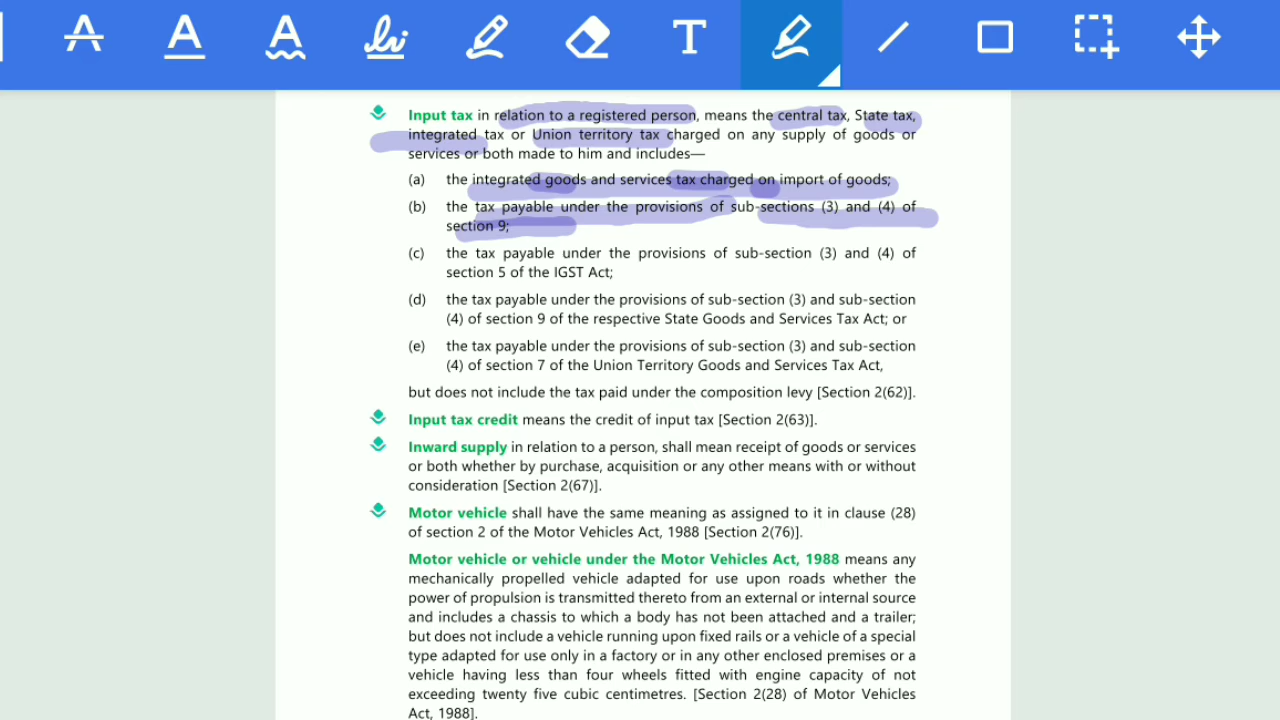 Input tax in relation to a registered person, means the central tax, State tax,
integrated tax or Union territory tax charged on any supply of goods or
services or both made to him and includes—
(a) the integrated goods and services tax charged on import of goods;
(b) the tax payable under the provisions of sub-sections (3) and (4) of
section 9;
(c) the tax payable under the provisions of sub-section (3) and (4) of
section 5 of the IGST Act;
(d) the tax payable under the provisions of sub-section (3) and sub-section
(4) of section 9 of the respective State Goods and Services Tax Act; or
(e) the tax payable under the provisions of sub-section (3) and sub-section
(4) of section 7 of the Union Territory Goods and Services Tax Act,
but does not include the tax paid under the composition levy [Section 2(62)].
Input tax credit means the credit of input tax [Section 2(63)].
Inward supply in relation to a person, shall mean receipt of goods or services
or both whether by purchase, acquisition or any other means with or without
consideration [Section 2(67)].
Motor vehicle shall have the same meaning as assigned to it in clause (28)
of section 2 of the Motor Vehicles Act, 1988 [Section 2(76)].
Motor vehicle or vehicle under the Motor Vehicles Act, 1988 means any
mechanically propelled vehicle adapted for use upon roads whether the
power of propulsion is transmitted thereto from an external or internal source
and includes a chassis to which a body has not been attached and a trailer;
but does not include a vehicle running upon fixed rails or a vehicle of a special
type adapted for use only in a factory or in any other enclosed premises or a
vehicle having less than four wheels fitted with engine capacity of not
exceeding twenty five cubic centimetres. [Section 2(28) of Motor Vehicles
Act, 1988].